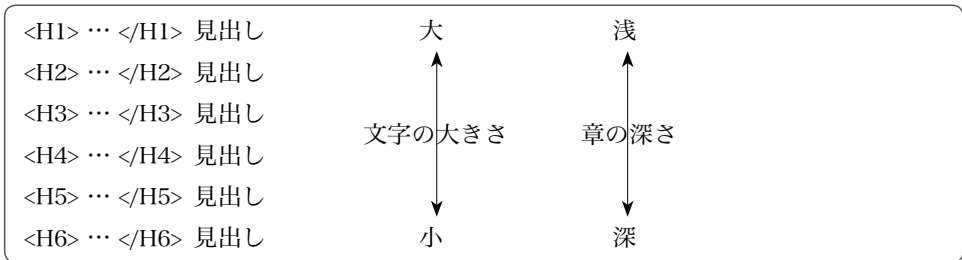 <H1> … </H1> 見出し 大 浅
<H2> … </H2> 見出し
<H3> … </H3> 見出し
文字の大きさ 章の深さ
<H4> … </H4> 見出し
<H5> … </H5> 見出し
<H6> … </H6> 見出し 小 深